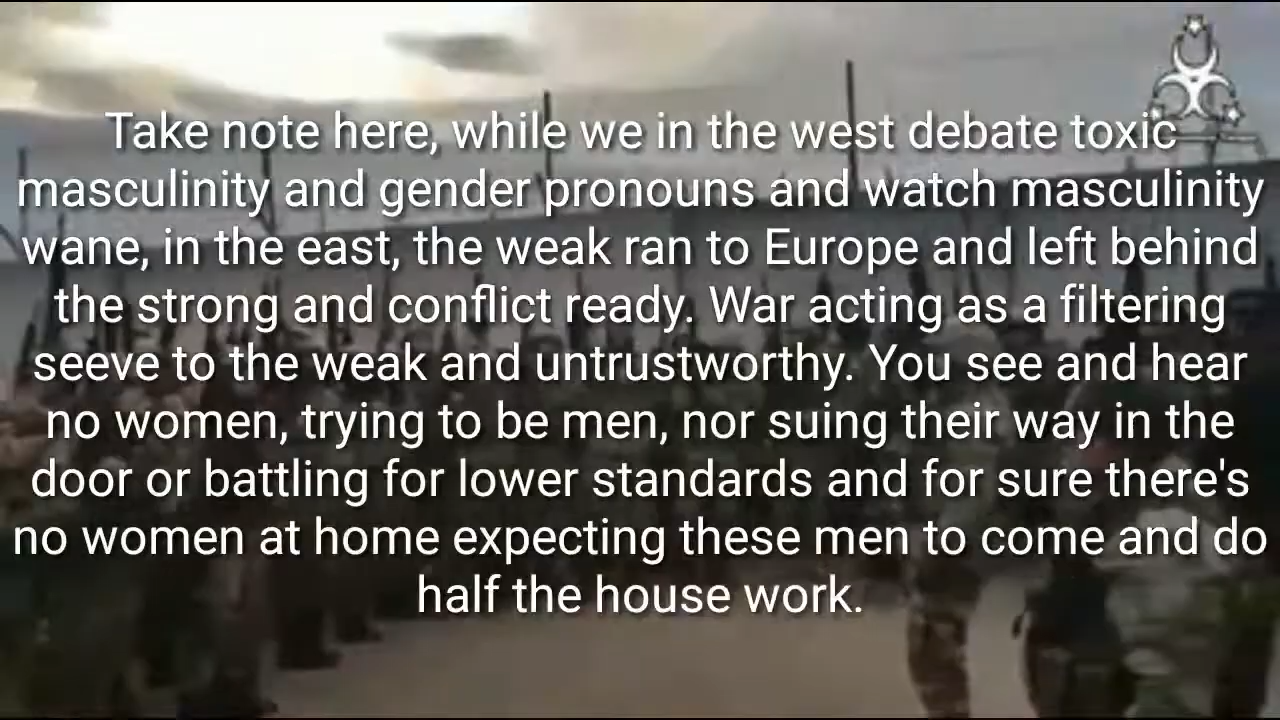 Take note here, while we in the west debate toxic
masculinity and gender pronouns and watch masculinity
wane, in the east, the weak ran to Europe and left behind
the strong and conflict ready. War acting as a filtering
seeve to the weak and untrustworthy. You see and hear
no women, trying to be men, nor suing their way in the
door or battling for lower standards and for sure there's
no women at home expecting these men to come and do
half the house work.